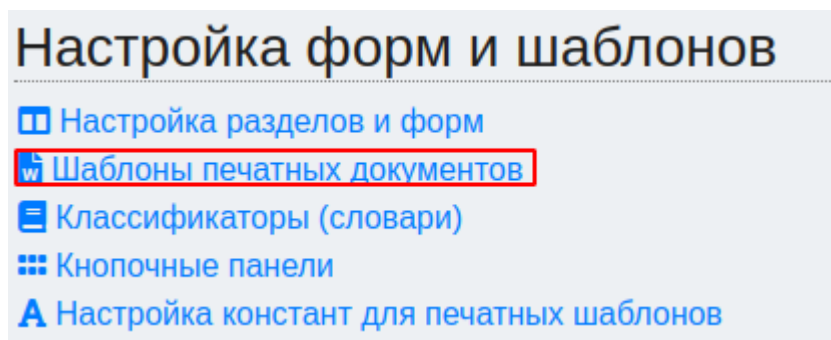 Настройка форм и шаблонов
Настройка разделов и форм
Шаблоны печатных документов
Классификаторы (словари)
Кнопочные панели
Настройка констант для печатных шаблонов